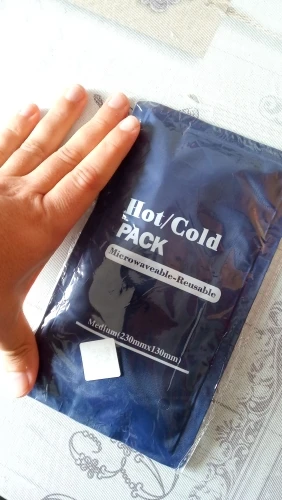 Hot/Cold
PACK
Microwaveable-Reusable
Medium(230mmx130mm)